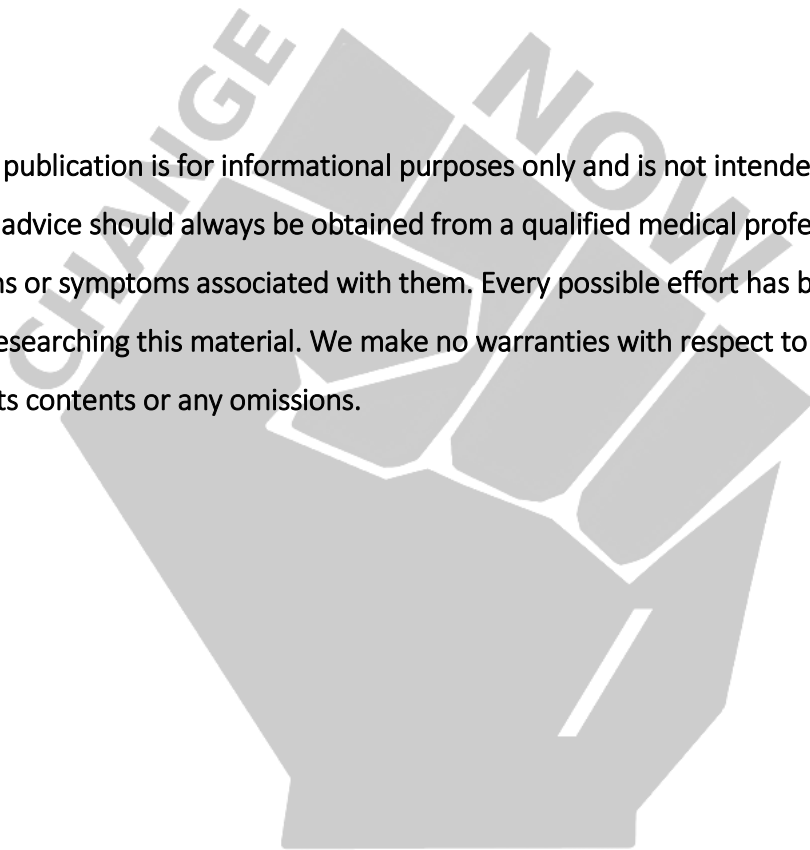 CHANGE NOW
publication is for informational purposes only and is not intende
advice should always be obtained from a qualified medical profe
ns or symptoms associated with them. Every possible effort has b
esearching this material. We make no warranties with respect to
ts contents or any omissions.